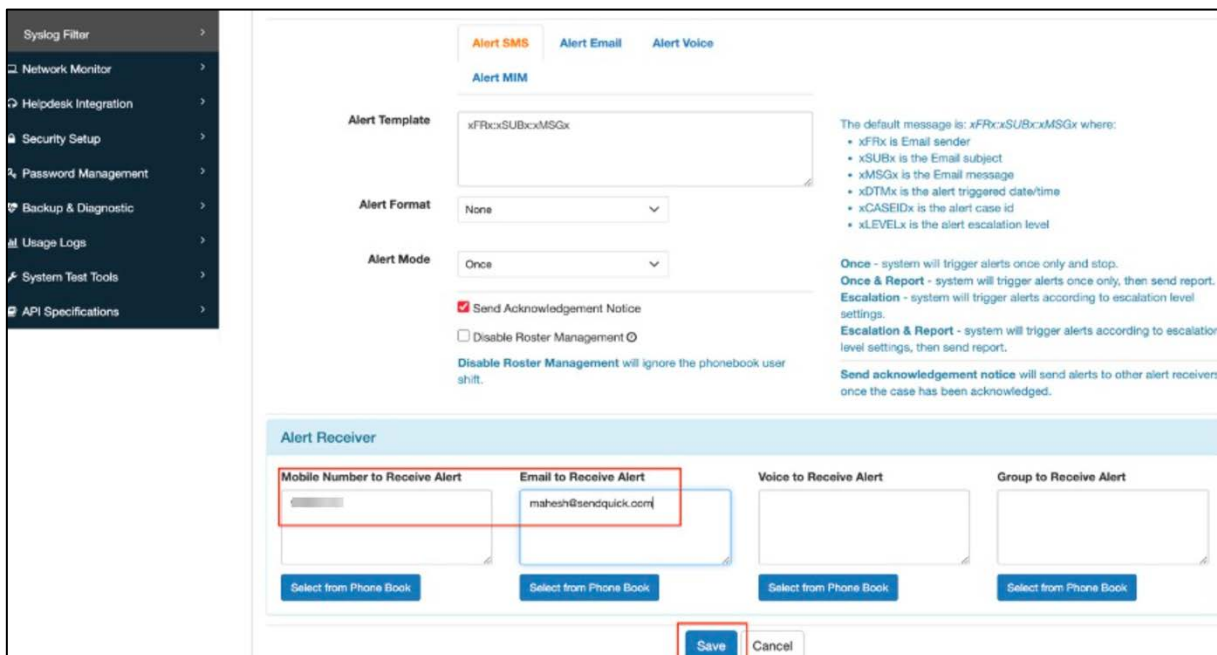 Syslog Filter
Network Monitor
Helpdesk Integration
Security Setup
Password Management
Backup & Diagnostic
Usage Logs
System Test Tools
API Specifications
Alert SMS Alert Email Alert Voice
Alert MIM
Alert Template
xFRx:xSUBx:xMSGx
The default message is: xFRx:xSUBx:xMSGx where:
• xFRx is Email sender
• xSUBx is the Email subject
• xMSGx is the Email message
• xDTMx is the alert triggered date/time
• xCASEIDx is the alert case id
• xLEVELx is the alert escalation level
Alert Format
None
Alert Mode
Once
Once - system will trigger alerts once only and stop.
Once & Report - system will trigger alerts once only, then send report.
Escalation - system will trigger alerts according to escalation level
settings.
Escalation & Report - system will trigger alerts according to escalation
level settings, then send report.
Send acknowledgement notice will send alerts to other alert receivers
once the case has been acknowledged.
Send Acknowledgement Notice
Disable Roster Management
Disable Roster Management will ignore the phonebook user
shift.
Alert Receiver
Mobile Number to Receive Alert Email to Receive Alert Voice to Receive Alert Group to Receive Alert
mahesh@sendquick.com
Select from Phone Book Select from Phone Book Select from Phone Book Select from Phone Book
Save Cancel